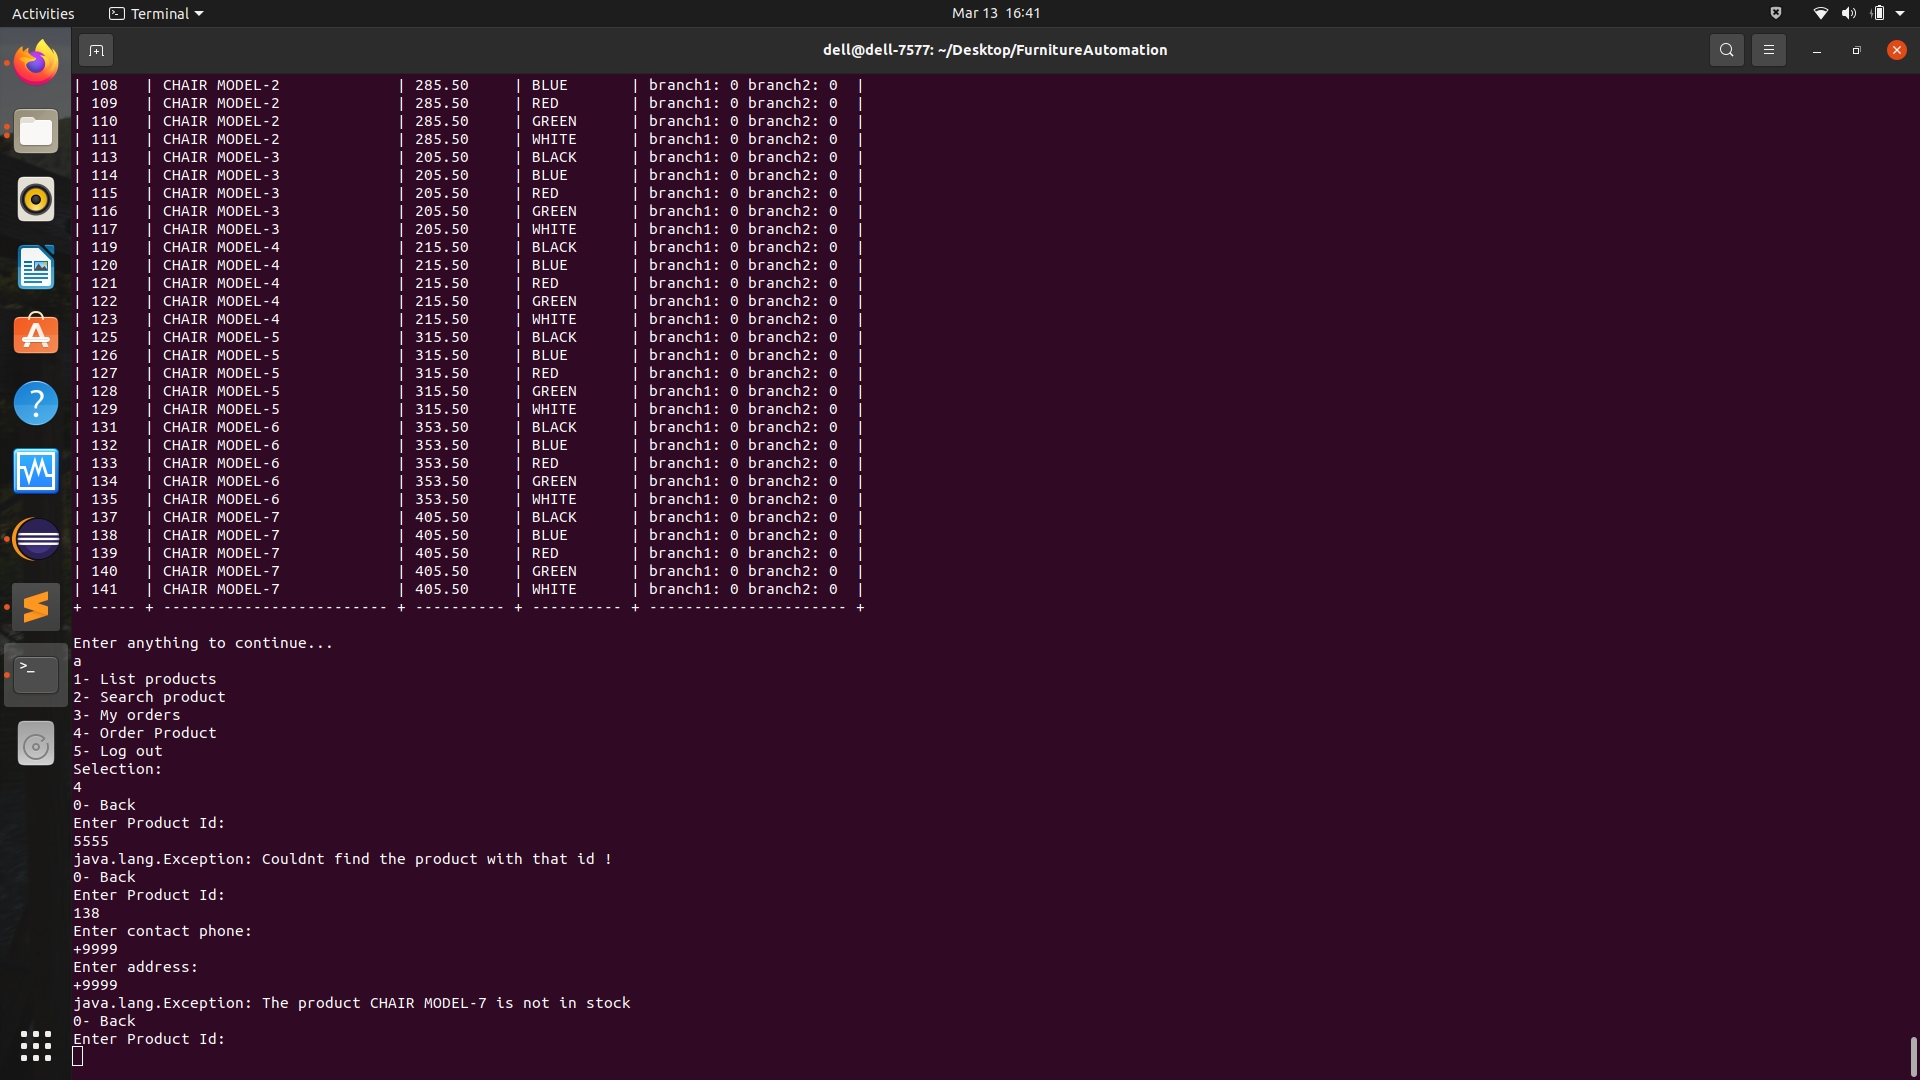 Activities
Terminal
Mar 13 16:41
dell@dell-7577: ~/Desktop/FurnitureAutomation
| 108 | CHAIR MODEL-2 | 285.50 | BLUE | branch1: 0 branch2: 0 |
| 109 | CHAIR MODEL-2 | 285.50 | RED | branch1: 0 branch2: 0 |
| 110 | CHAIR MODEL-2 | 285.50 | GREEN | branch1: 0 branch2: 0 |
| 111 | CHAIR MODEL-2 | 285.50 | WHITE | branch1: 0 branch2: 0 |
| 113 | CHAIR MODEL-3 | 205.50 | BLACK | branch1: 0 branch2: 0 |
| 114 | CHAIR MODEL-3 | 205.50 | BLUE | branch1: 0 branch2: 0 |
| 115 | CHAIR MODEL-3 | 205.50 | RED | branch1: 0 branch2: 0 |
| 116 | CHAIR MODEL-3 | 205.50 | GREEN | branch1: 0 branch2: 0 |
| 117 | CHAIR MODEL-3 | 205.50 | WHITE | branch1: 0 branch2: 0 |
| 119 | CHAIR MODEL-4 | 215.50 | BLACK | branch1: 0 branch2: 0 |
| 120 | CHAIR MODEL-4 | 215.50 | BLUE | branch1: 0 branch2: 0 |
| 121 | CHAIR MODEL-4 | 215.50 | RED | branch1: 0 branch2: 0 |
| 122 | CHAIR MODEL-4 | 215.50 | GREEN | branch1: 0 branch2: 0 |
| 123 | CHAIR MODEL-4 | 215.50 | WHITE | branch1: 0 branch2: 0 |
| 125 | CHAIR MODEL-5 | 315.50 | BLACK | branch1: 0 branch2: 0 |
| 126 | CHAIR MODEL-5 | 315.50 | BLUE | branch1: 0 branch2: 0 |
| 127 | CHAIR MODEL-5 | 315.50 | RED | branch1: 0 branch2: 0 |
| 128 | CHAIR MODEL-5 | 315.50 | GREEN | branch1: 0 branch2: 0 |
| 129 | CHAIR MODEL-5 | 315.50 | WHITE | branch1: 0 branch2: 0 |
| 131 | CHAIR MODEL-6 | 353.50 | BLACK | branch1: 0 branch2: 0 |
| 132 | CHAIR MODEL-6 | 353.50 | BLUE | branch1: 0 branch2: 0 |
| 133 | CHAIR MODEL-6 | 353.50 | RED | branch1: 0 branch2: 0 |
| 134 | CHAIR MODEL-6 | 353.50 | GREEN | branch1: 0 branch2: 0 |
| 135 | CHAIR MODEL-6 | 353.50 | WHITE | branch1: 0 branch2: 0 |
| 137 | CHAIR MODEL-7 | 405.50 | BLACK | branch1: 0 branch2: 0 |
| 138 | CHAIR MODEL-7 | 405.50 | BLUE | branch1: 0 branch2: 0 |
| 139 | CHAIR MODEL-7 | 405.50 | RED | branch1: 0 branch2: 0 |
| 140 | CHAIR MODEL-7 | 405.50 | GREEN | branch1: 0 branch2: 0 |
| 141 | CHAIR MODEL-7 | 405.50 | WHITE | branch1: 0 branch2: 0 |
+ ----- + ------------------------- + ---------- + ---------- + ---------------------- +
Enter anything to continue...
a
1- List products
2- Search product
3- My orders
4- Order Product
5- Log out
Selection:
4
0- Back
Enter Product Id:
5555
java.lang.Exception: Couldnt find the product with that id !
0- Back
Enter Product Id:
138
Enter contact phone:
+9999
Enter address:
+9999
java.lang.Exception: The product CHAIR MODEL-7 is not in stock
0- Back
Enter Product Id: